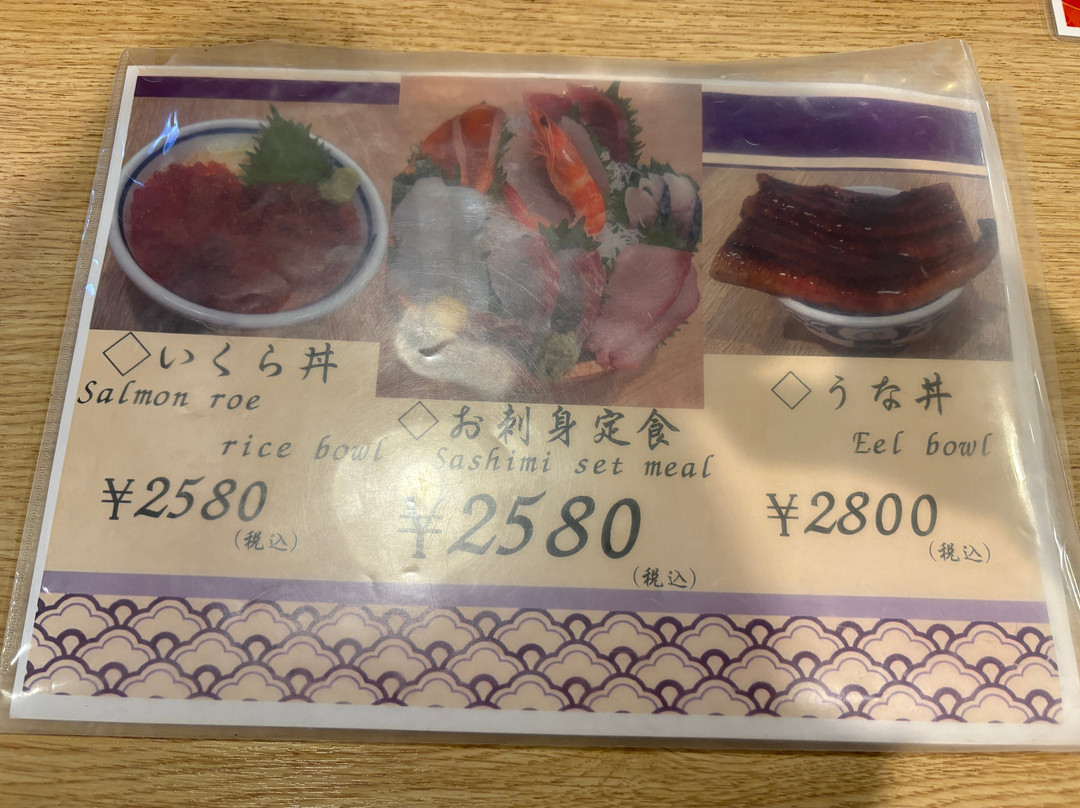 ◇いくら丼
Salmon roe
rice bowl
¥2580
(税込)
◇お刺身定食
Sashimi set meal
¥2580
(税込)
◇うな丼
Eel bowl
¥2800
(税込)